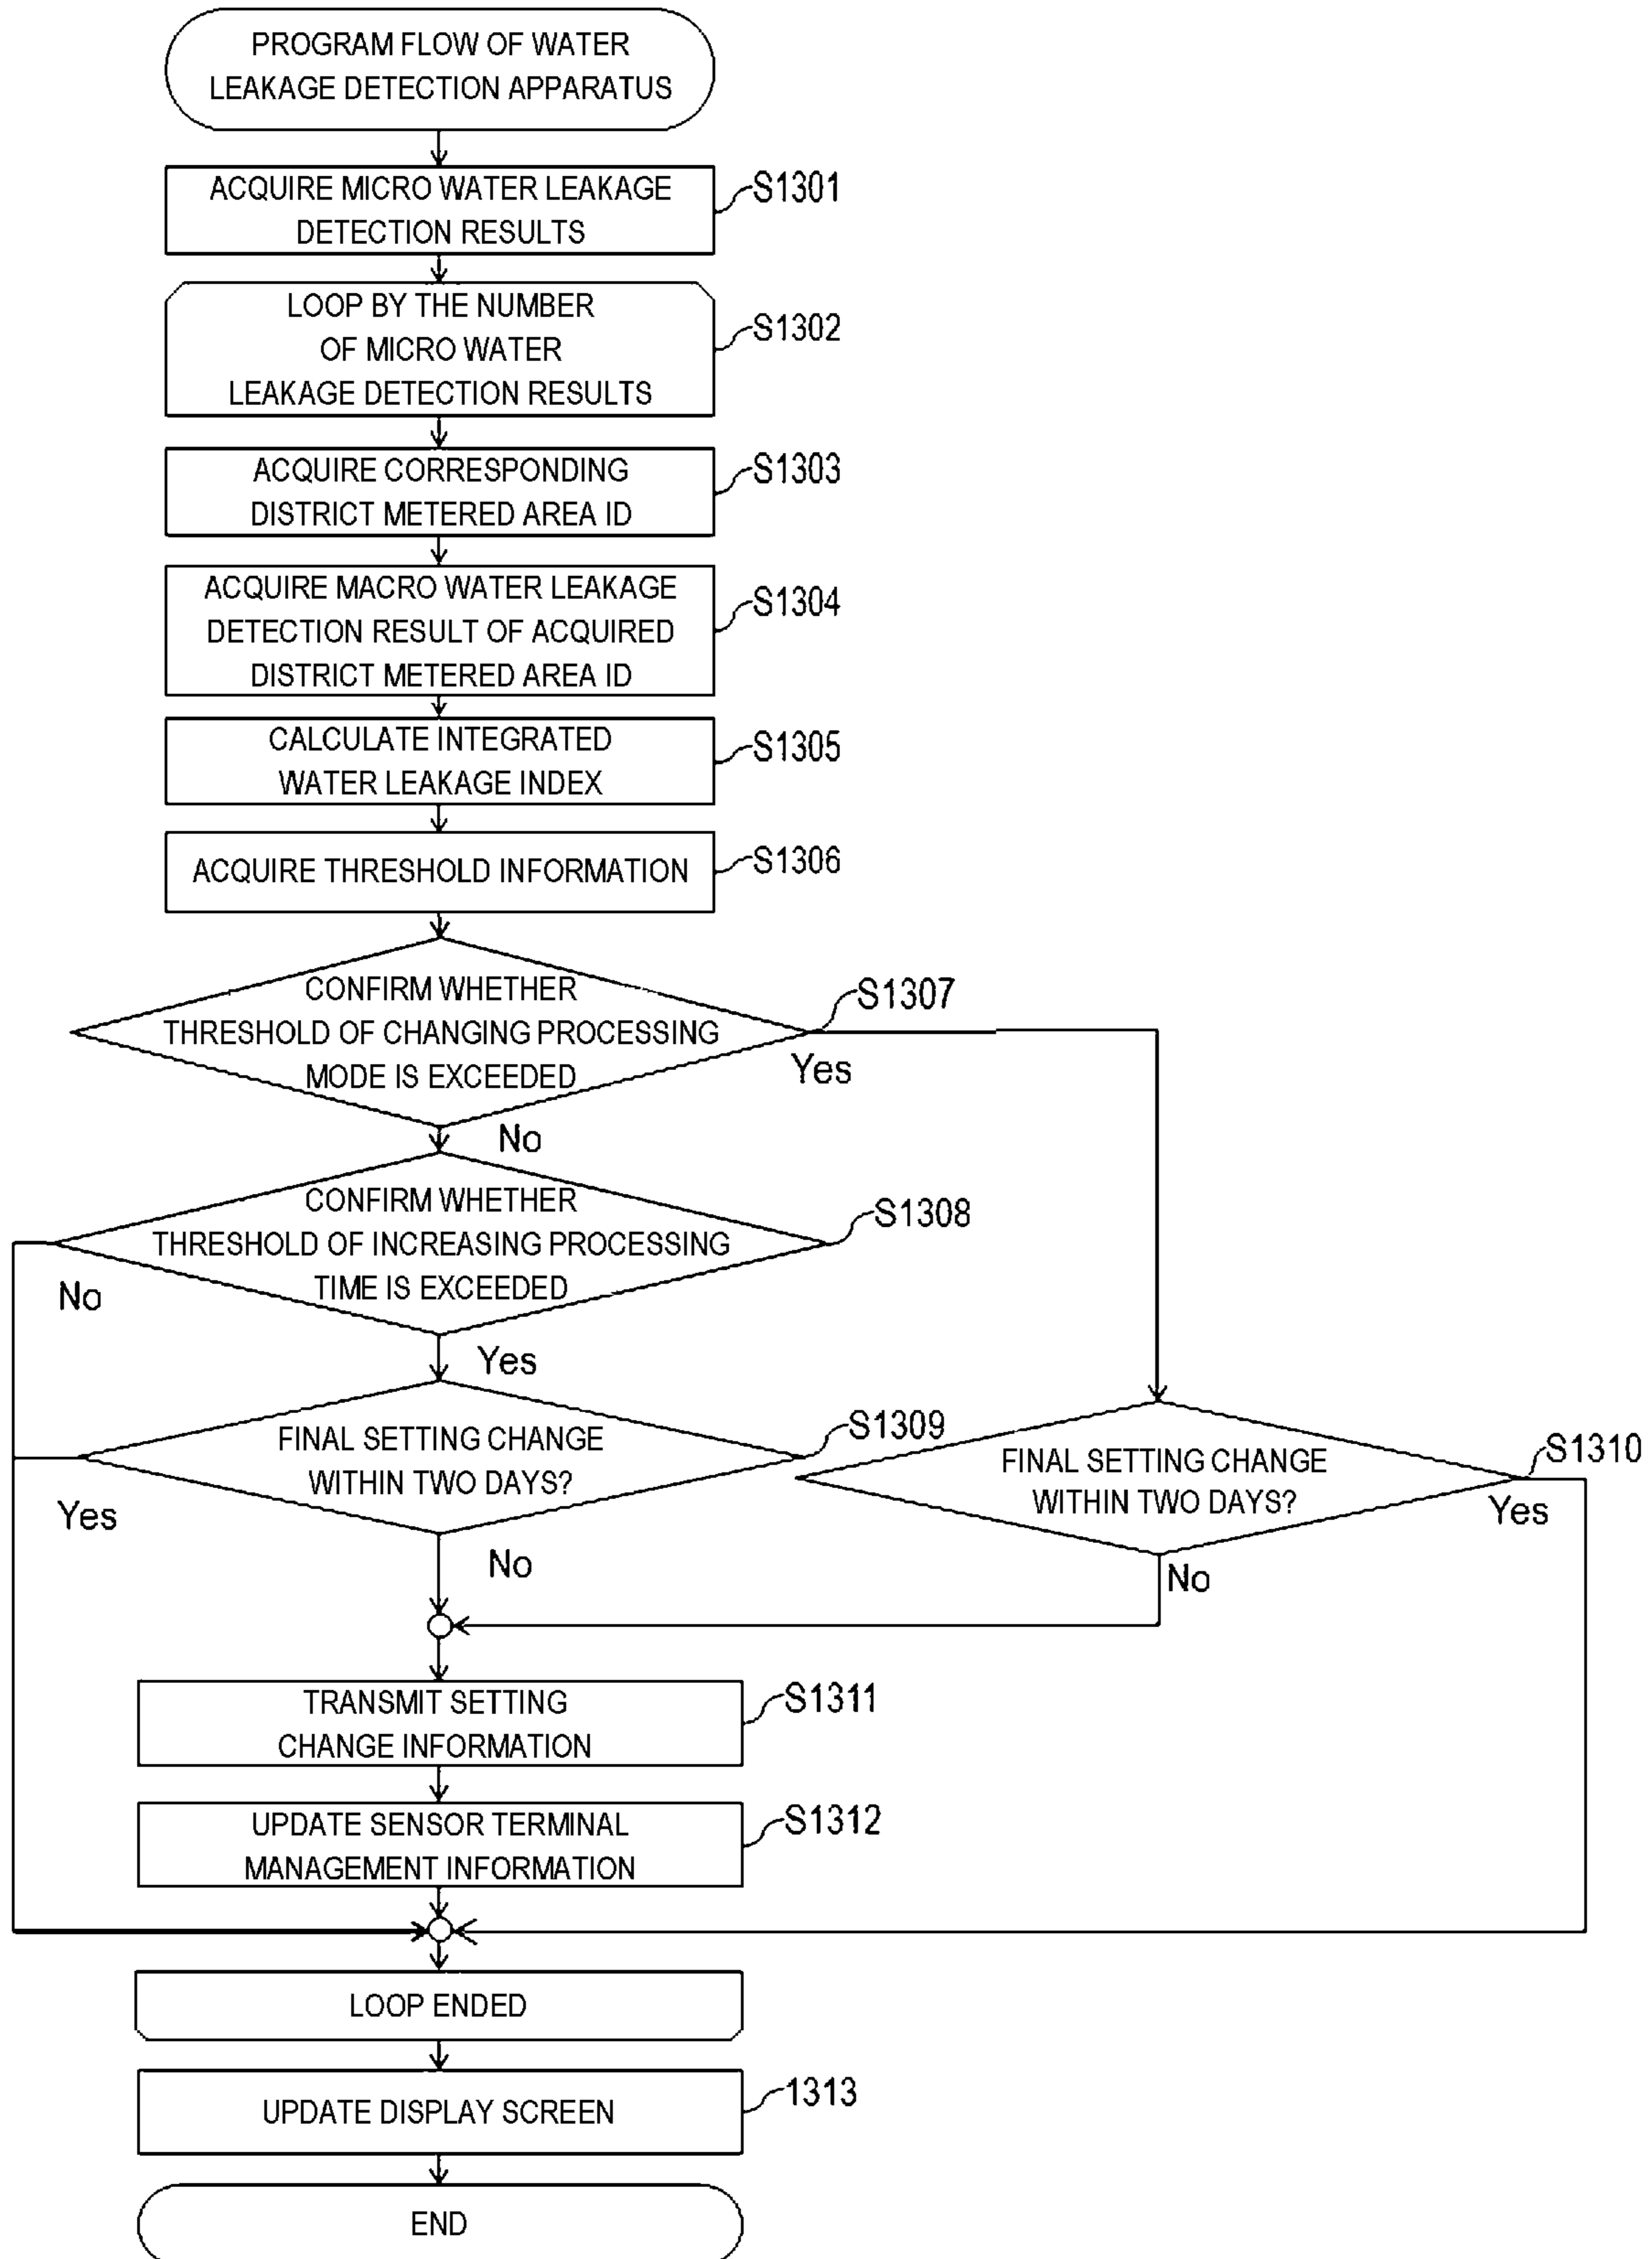 PROGRAM FLOW OF WATER
LEAKAGE DETECTION APPARATUS
ACQUIRE MICRO WATER LEAKAGE
DETECTION RESULTS
S1301
LOOP BY THE NUMBER
OF MICRO WATER
LEAKAGE DETECTION RESULTS
S1302
ACQUIRE CORRESPONDING
DISTRICT METERED AREA ID
S1303
ACQUIRE MACRO WATER LEAKAGE
DETECTION RESULT OF ACQUIRED
DISTRICT METERED AREA ID
S1304
CALCULATE INTEGRATED
WATER LEAKAGE INDEX
S1305
ACQUIRE THRESHOLD INFORMATION
S1306
CONFIRM WHETHER
THRESHOLD OF CHANGING PROCESSING
MODE IS EXCEEDED
S1307
Yes
No
CONFIRM WHETHER
THRESHOLD OF INCREASING PROCESSING
TIME IS EXCEEDED
S1308
No
Yes
FINAL SETTING CHANGE
WITHIN TWO DAYS?
S1309
Yes
No
FINAL SETTING CHANGE
WITHIN TWO DAYS?
S1310
Yes
No
TRANSMIT SETTING
CHANGE INFORMATION
S1311
UPDATE SENSOR TERMINAL
MANAGEMENT INFORMATION
S1312
LOOP ENDED
UPDATE DISPLAY SCREEN
1313
END